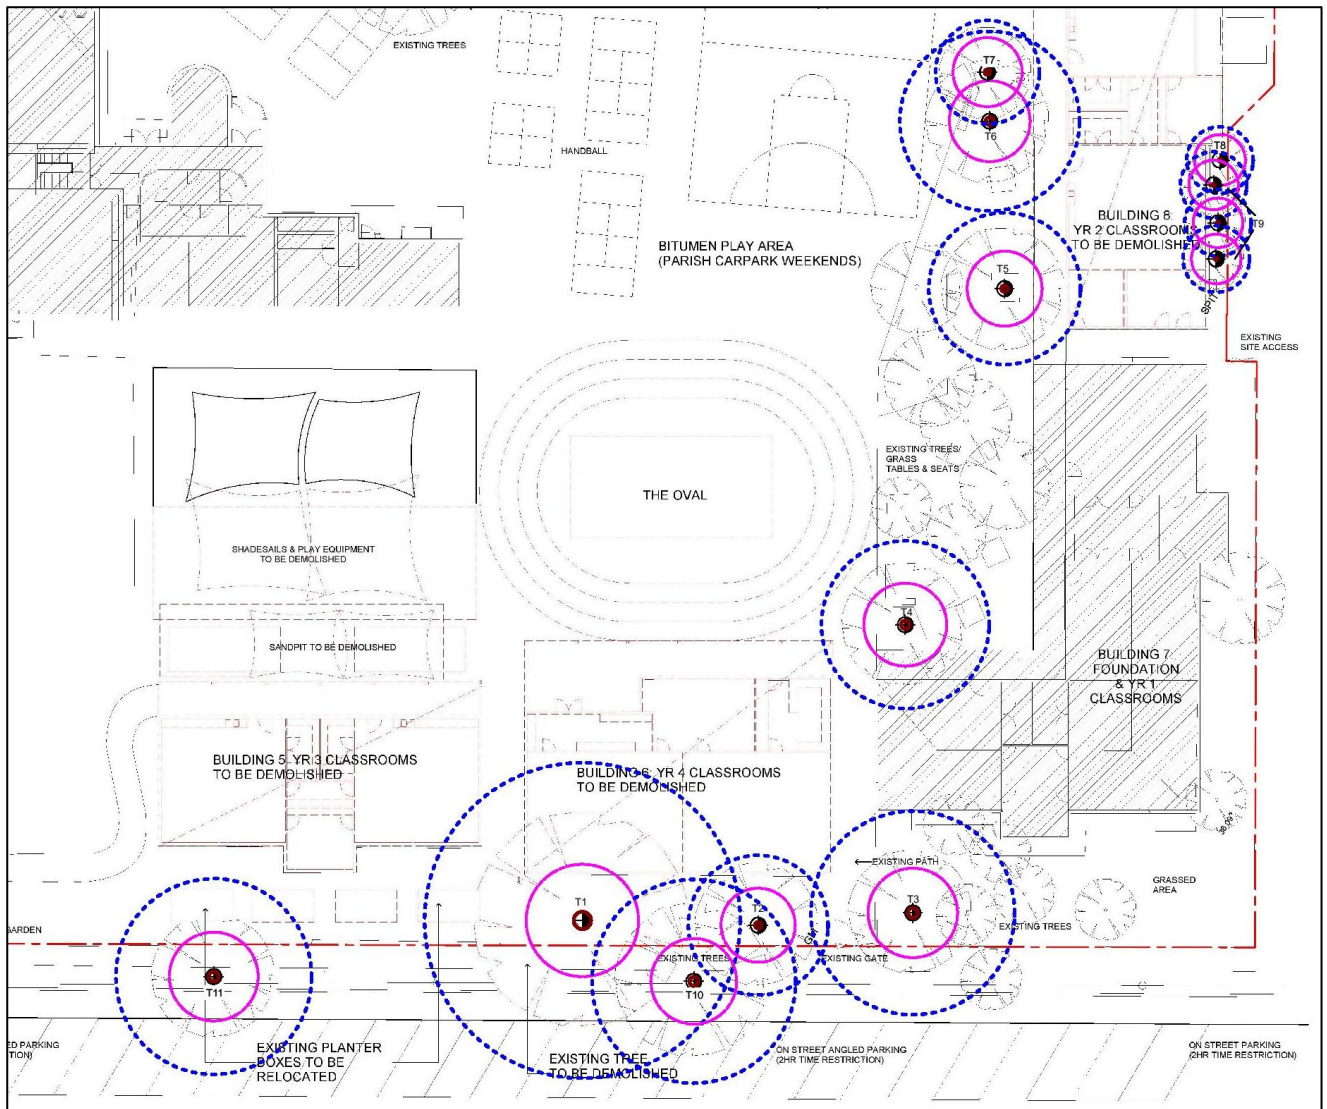 EXISTING TREES
HANDBALL
T7
T6
T8
T9
BUILDING 8:
YR 2 CLASSROOMS
TO BE DEMOLISHED
BITUMEN PLAY AREA
(PARISH CARPARK WEEKENDS)
T5
EXISTING
SITE ACCESS
EXISTING TREES/
GRASS
TABLES & SEATS
THE OVAL
SHADESAILS & PLAY EQUIPMENT
TO BE DEMOLISHED
T4
SANDPIT TO BE DEMOLISHED
BUILDING 7
FOUNDATION
& YR 1
CLASSROOMS
BUILDING 5: YR 3 CLASSROOMS
TO BE DEMOLISHED
BUILDING 6: YR 4 CLASSROOMS
TO BE DEMOLISHED
EXISTING PATH
GRASSED
AREA
T1
T2
T3
EXISTING TREES
GARDEN
EXISTING TREES
EXISTING GATE
T11
T10
EXISTING PLANTER
BOXES TO BE
RELOCATED
EXISTING TREE
TO BE DEMOLISHED
ON STREET ANGLED PARKING
(2HR TIME RESTRICTION)
ON STREET PARKING
(2HR TIME RESTRICTION)
ED PARKING
TION)